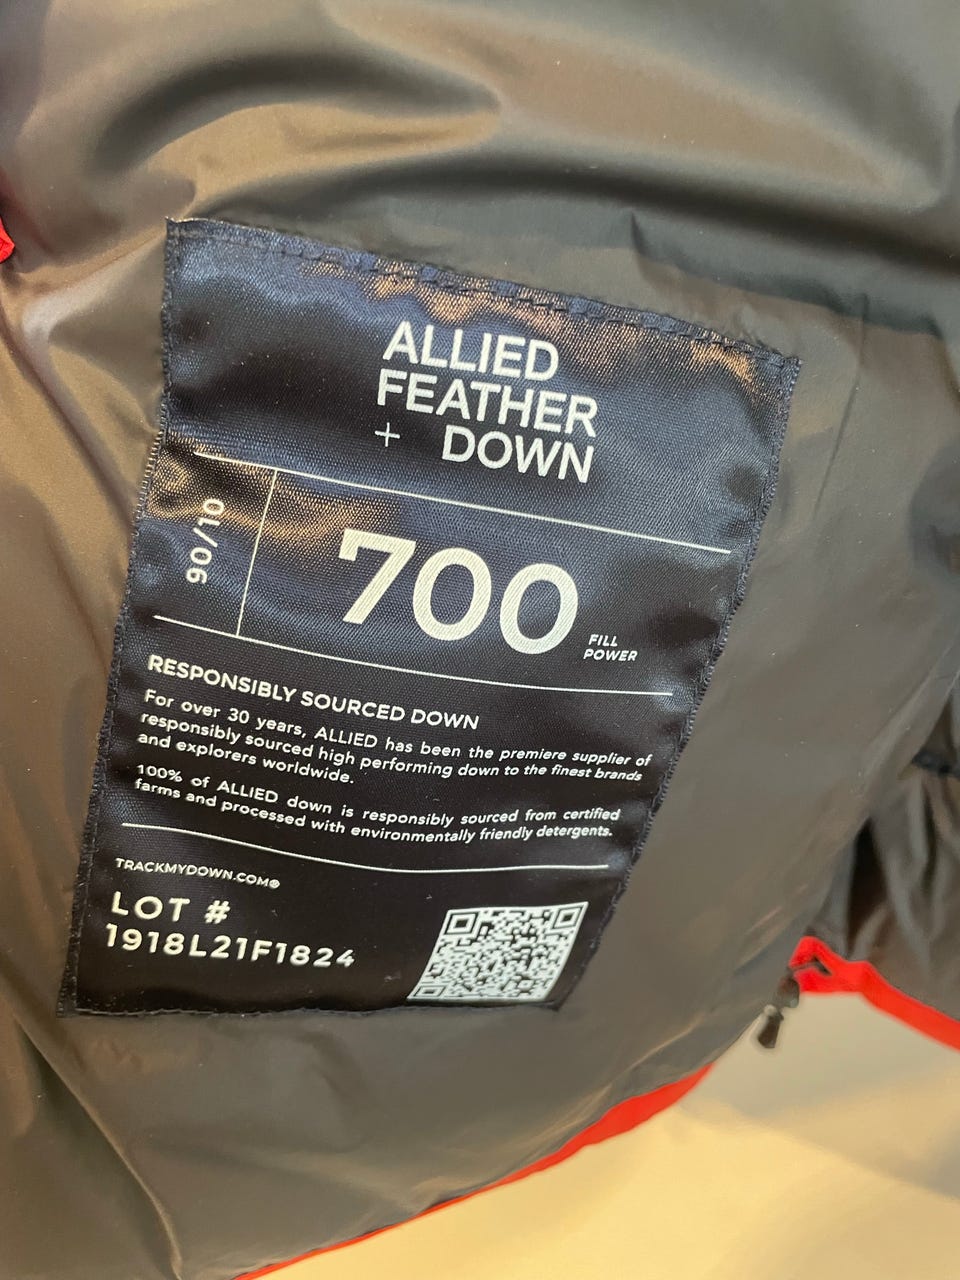 ALLIED
FEATHER
+ DOWN
90/10
700
FILL
POWER
RESPONSIBLY SOURCED DOWN
For over 30 years, ALLIED has been the premiere supplier of
responsibly sourced high performing down to the finest brands
and explorers worldwide.
100% of ALLIED down is responsibly sourced from certified
farms and processed with environmentally friendly detergents.
TRACKMYDOWN.COM®
LOT #
1918L21F1824